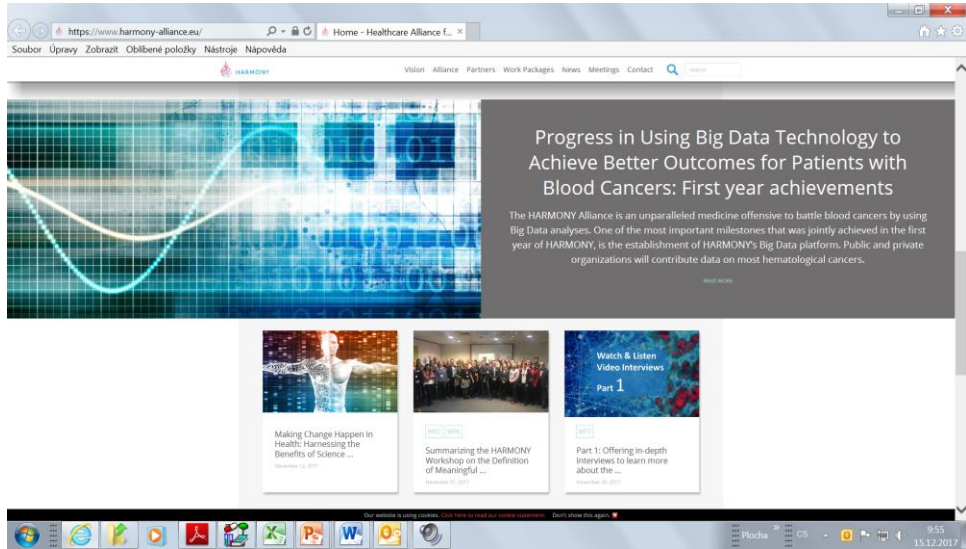 https://www.harmony-alliance.eu/
Home - Healthcare Alliance f...
Soubor Úpravy Zobrazit Oblíbené položky Nástroje Nápověda
HARMONY
Vision Alliance Partners Work Packages News Meetings Contact
search
Progress in Using Big Data Technology to
Achieve Better Outcomes for Patients with
Blood Cancers: First year achievements
The HARMONY Alliance is an unparalleled medicine offensive to battle blood cancers by using
Big Data analyses. One of the most important milestones that was jointly achieved in the first
year of HARMONY, is the establishment of HARMONY's Big Data platform. Public and private
organizations will contribute data on most hematological cancers.
READ MORE
Making Change Happen in
Health: Harnessing the
Benefits of Science ...
December 12, 2017
WP2 WP6
Summarizing the HARMONY
Workshop on the Definition
of Meaningful ...
December 01, 2017
Watch & Listen
Video Interviews
Part 1
WP7
Part 1: Offering in-depth
Interviews to learn more
about the ...
Our website is using cookies. Click here to read our cookie statement. Don't show this again.
Plocha
CS
9:55
15.12.2017